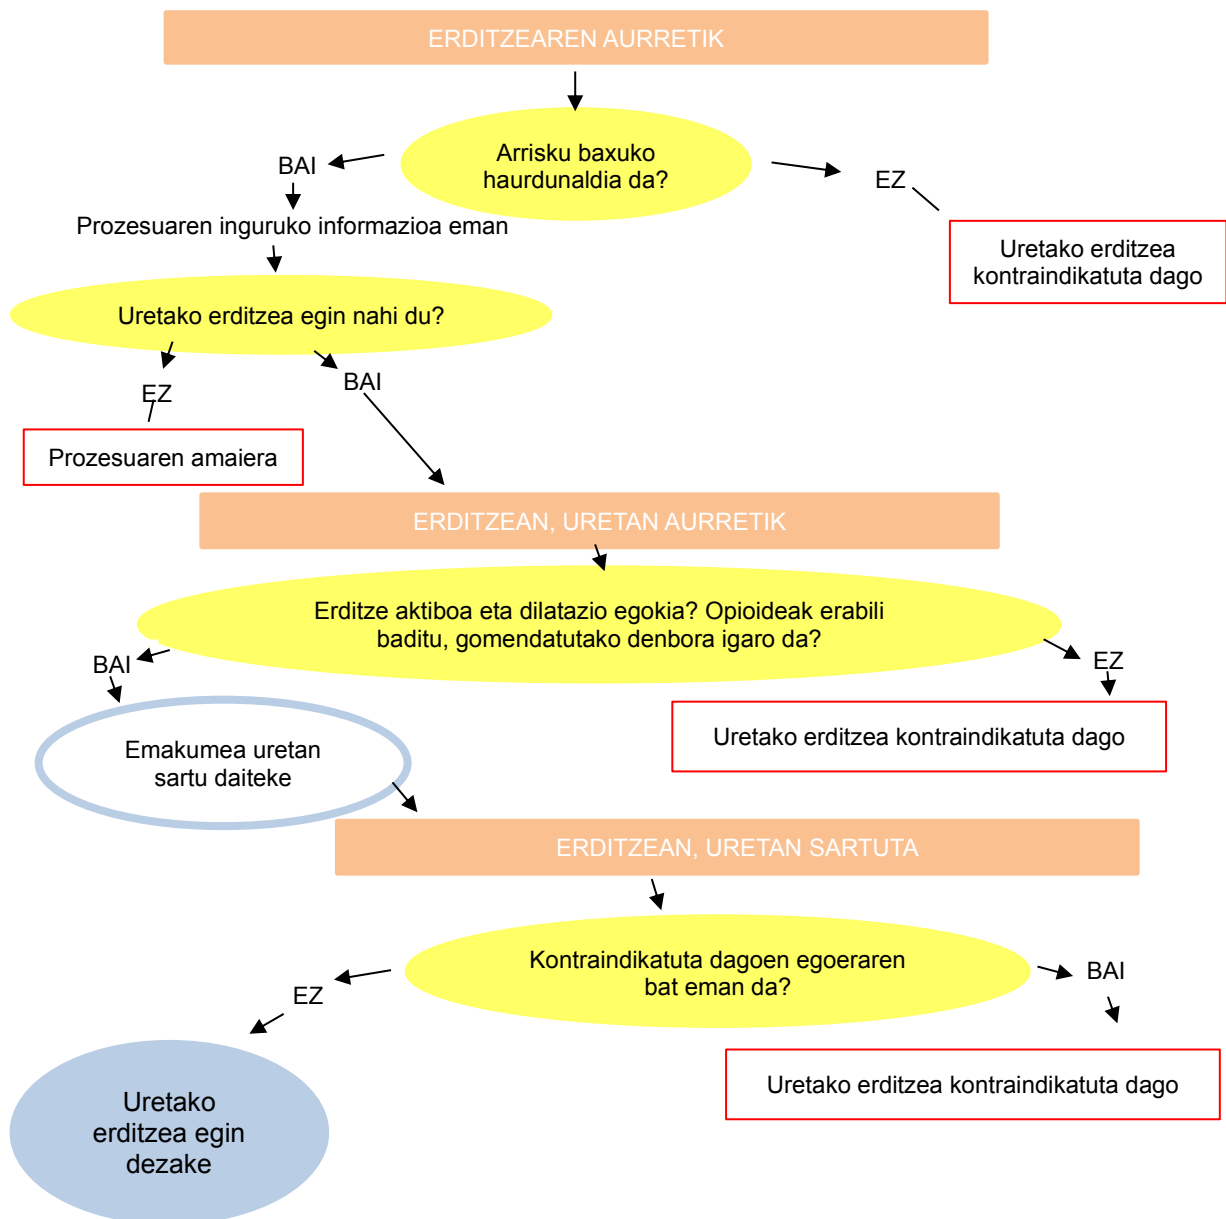 ERDITZEAREN AURRETIK
Arrisku baxuko
haurdunaldia da?
BAI
EZ
Prozesuaren inguruko informazioa eman
Uretako erditzea
kontraindikatuta dago
Uretako erditzea egin nahi du?
EZ
BAI
Prozesuaren amaiera
ERDITZEAN, URETAN AURRETIK
Erditze aktiboa eta dilatazio egokia? Opioideak erabili
baditu, gomendatutako denbora igaro da?
BAI
EZ
Emakumea uretan
sartu daiteke
Uretako erditzea kontraindikatuta dago
ERDITZEAN, URETAN SARTUTA
Kontraindikatuta dagoen egoeraren
bat eman da?
EZ
BAI
Uretako erditzea kontraindikatuta dago
Uretako
erditzea egin
dezake